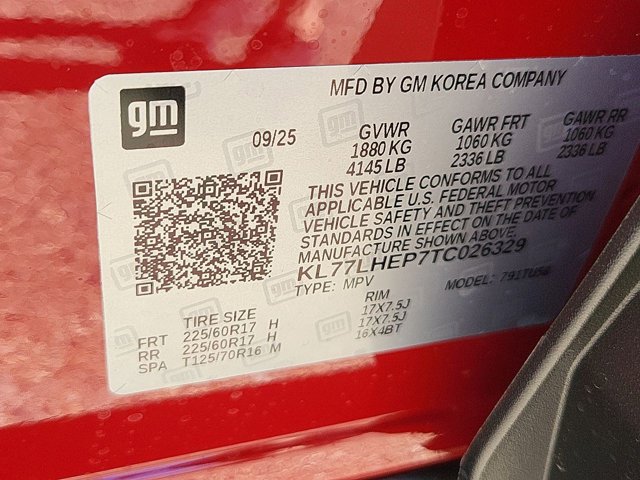 gm
MFD BY GM KOREA COMPANY
09/25
GVWR
1880 KG
4145 LB
GAWR FRT
1060 KG
2336 LB
GAWR RR
1060 KG
2336 LB
THIS VEHICLE CONFORMS TO ALL
APPLICABLE U.S. FEDERAL MOTOR
VEHICLE SAFETY AND THEFT PREVENTION
STANDARDS IN EFFECT ON THE DATE OF
MANUFACTURE SHOWN ABOVE.
KL77LHEP7TC026329
TYPE: MPV
MODEL:
TIRE SIZE
RIM
FRT 225/60R17 H 17X7.5J
RR 225/60R17 H 17X7.5J
SPA T125/70R16 M 16X4BT